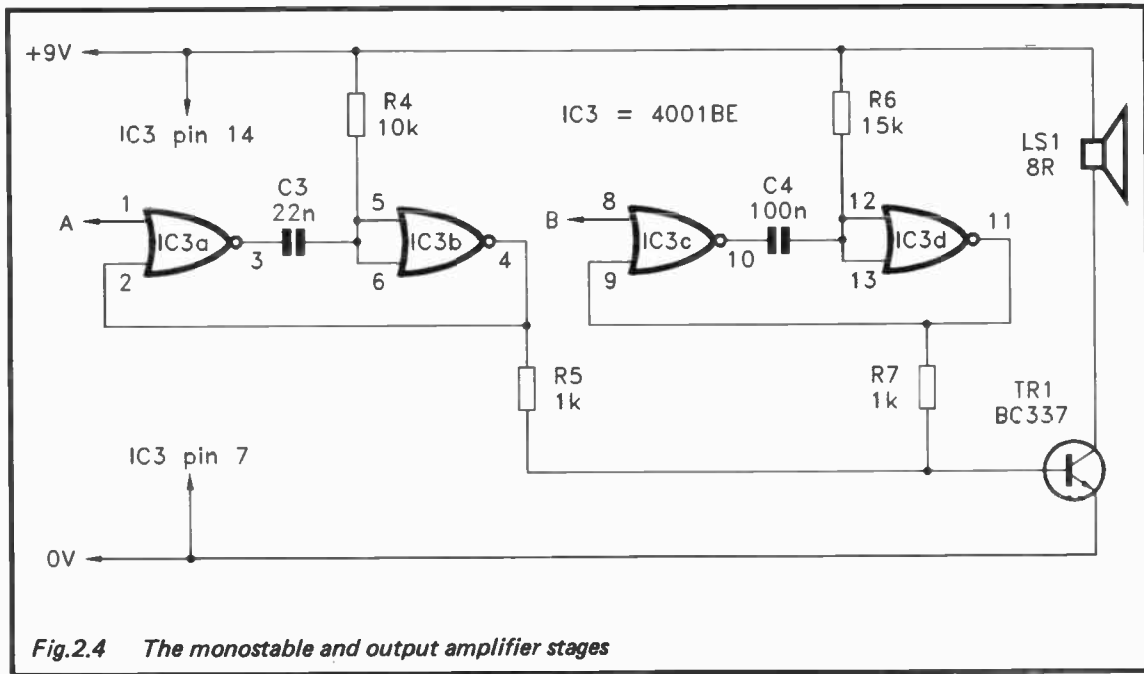 +9V
IC3 pin 14
R4
10k
IC3 = 4001BE
R6
15k
LS1
8R
A
1
2
IC3a
3
C3
22n
5
6
IC3b
4
B
8
9
IC3c
10
C4
100n
12
13
IC3d
11
R5
1k
R7
1k
TR1
BC337
IC3 pin 7
0V
Fig.2.4 The monostable and output amplifier stages